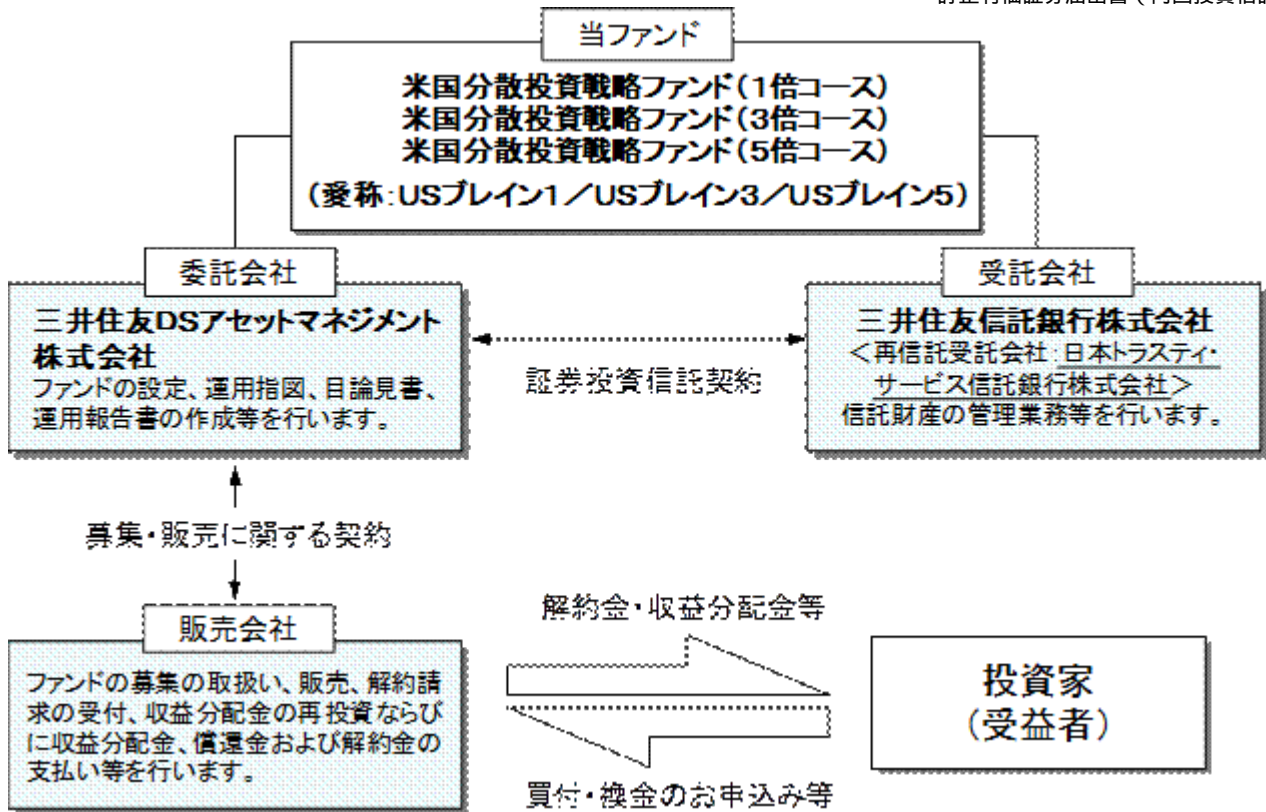 当ファンド
米国分散投資戦略ファンド(1倍コース)
米国分散投資戦略ファンド(3倍コース)
米国分散投資戦略ファンド(5倍コース)
(愛称:USブレイン1/USブレイン3/USブレイン5)
委託会社
三井住友DSアセットマネジメント
株式会社
ファンドの設定、運用指図、目論見書、
運用報告書の作成等を行います。
証券投資信託契約
受託会社
三井住友信託銀行株式会社
<再信託受託会社:日本トラスティ・
サービス信託銀行株式会社>
信託財産の管理業務等を行います。
募集・販売に関する契約
販売会社
ファンドの募集の取扱い、販売、解約請
求の受付、収益分配金の再投資ならび
に収益分配金、償還金および解約金の
支払い等を行います。
解約金・収益分配金等
買付・換金のお申込み等
投資家
(受益者)